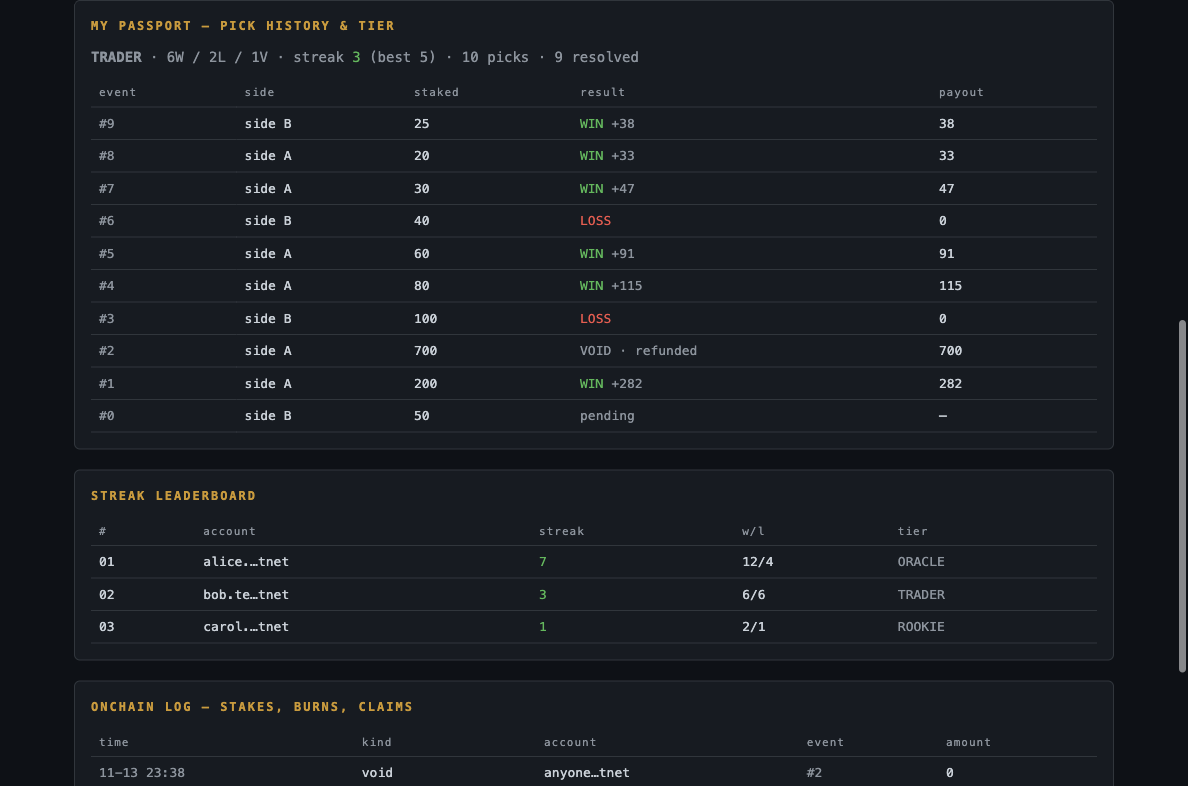 MY PASSPORT — PICK HISTORY & TIER
TRADER · 6W / 2L / 1V · streak 3 (best 5) · 10 picks · 9 resolved
event side staked result payout
#9 side B 25 WIN +38 38
#8 side A 20 WIN +33 33
#7 side A 30 WIN +47 47
#6 side B 40 LOSS 0
#5 side A 60 WIN +91 91
#4 side A 80 WIN +115 115
#3 side B 100 LOSS 0
#2 side A 700 VOID · refunded 700
#1 side A 200 WIN +282 282
#0 side B 50 pending —
STREAK LEADERBOARD
# account streak w/l tier
01 alice.…tnet 7 12/4 ORACLE
02 bob.te…tnet 3 6/6 TRADER
03 carol.…tnet 1 2/1 ROOKIE
ONCHAIN LOG — STAKES, BURNS, CLAIMS
time kind account event amount
11-13 23:38 void anyone…tnet #2 0